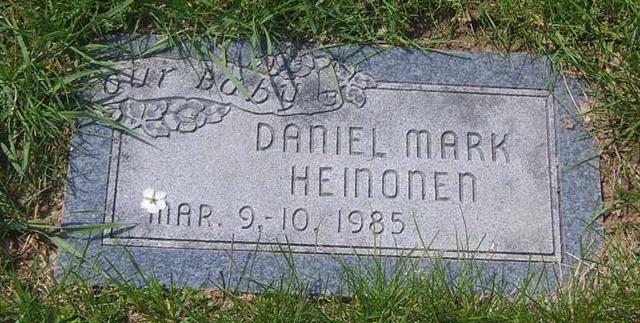 Our Baby
DANIEL MARK
HEINONEN
MAR. 9,-10, 1985